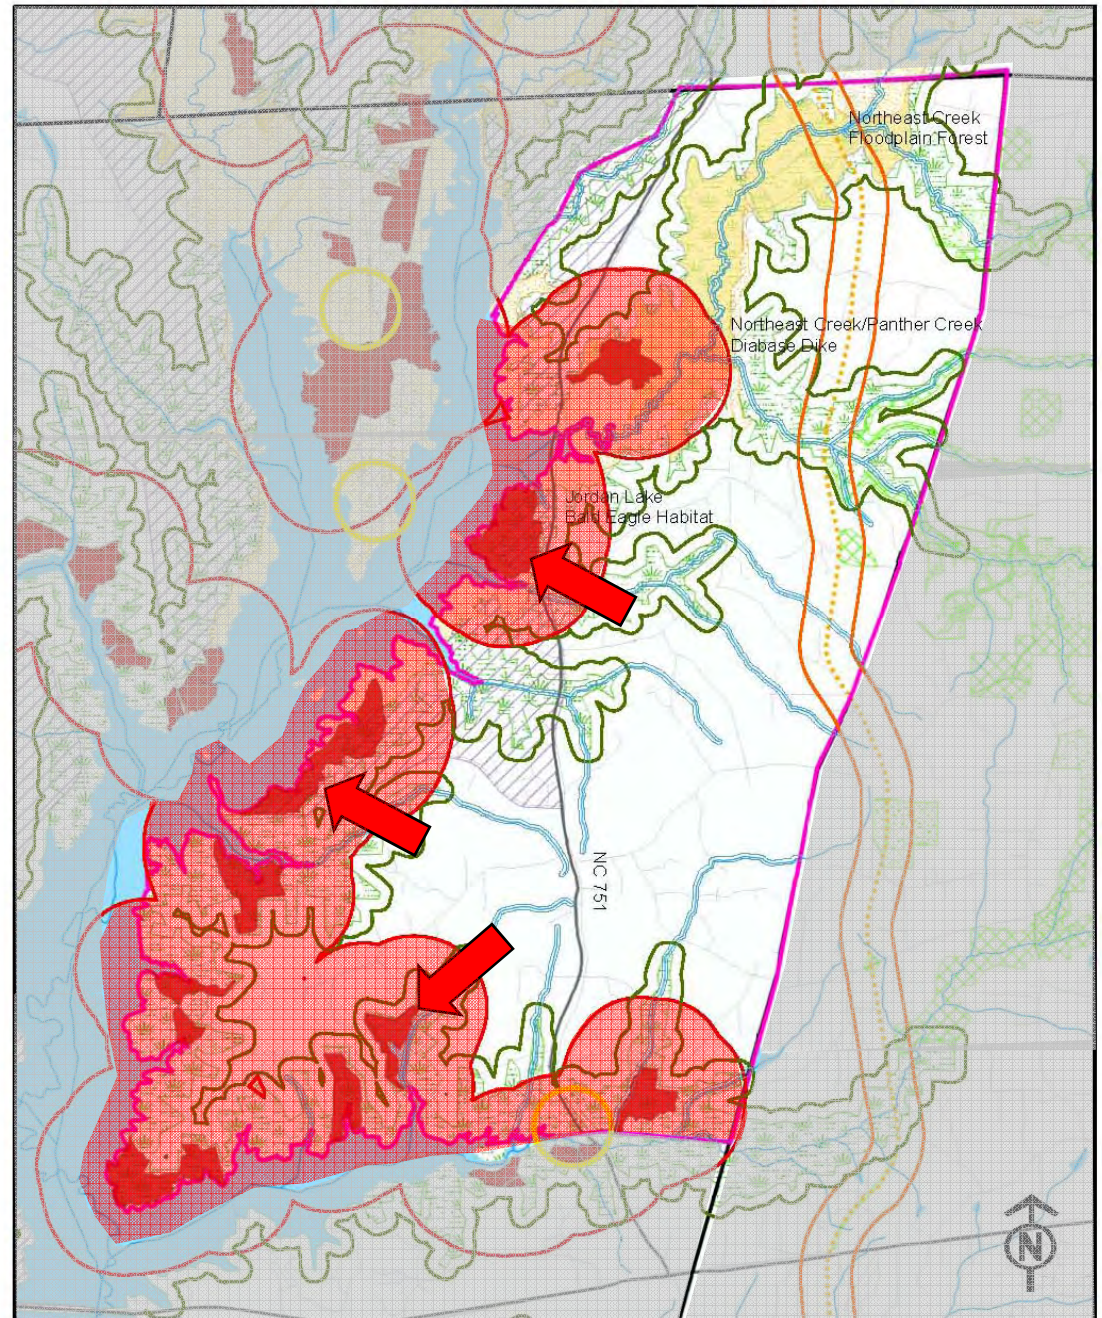 Northeast Creek
Floodplain Forest
Northeast Creek/Panther Creek
Diabase Dike
Jordan Lake
Bald Eagle Habitat
NC 751
N